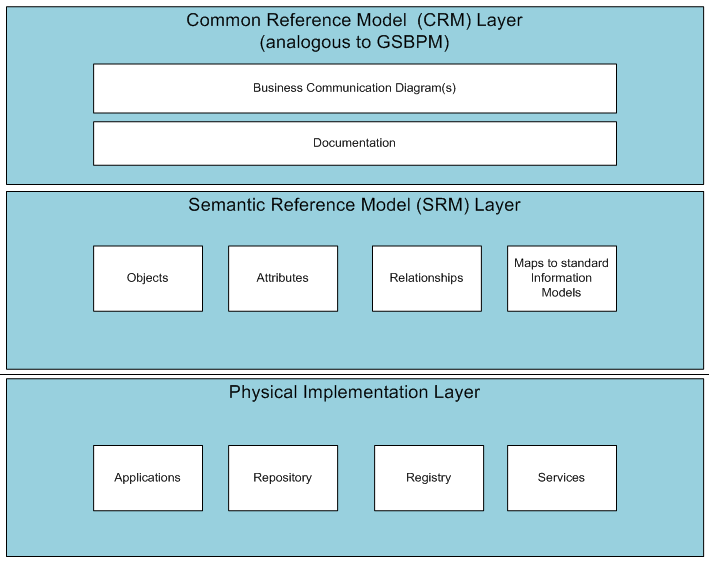 Common Reference Model  (CRM) Layer
(analogous to GSBPM)
Business Communication Diagram(s)
Documentation
Semantic Reference Model (SRM) Layer
Objects
Attributes
Relationships
Maps to standard
Information
Models
Physical Implementation Layer
Applications
Repository
Registry
Services